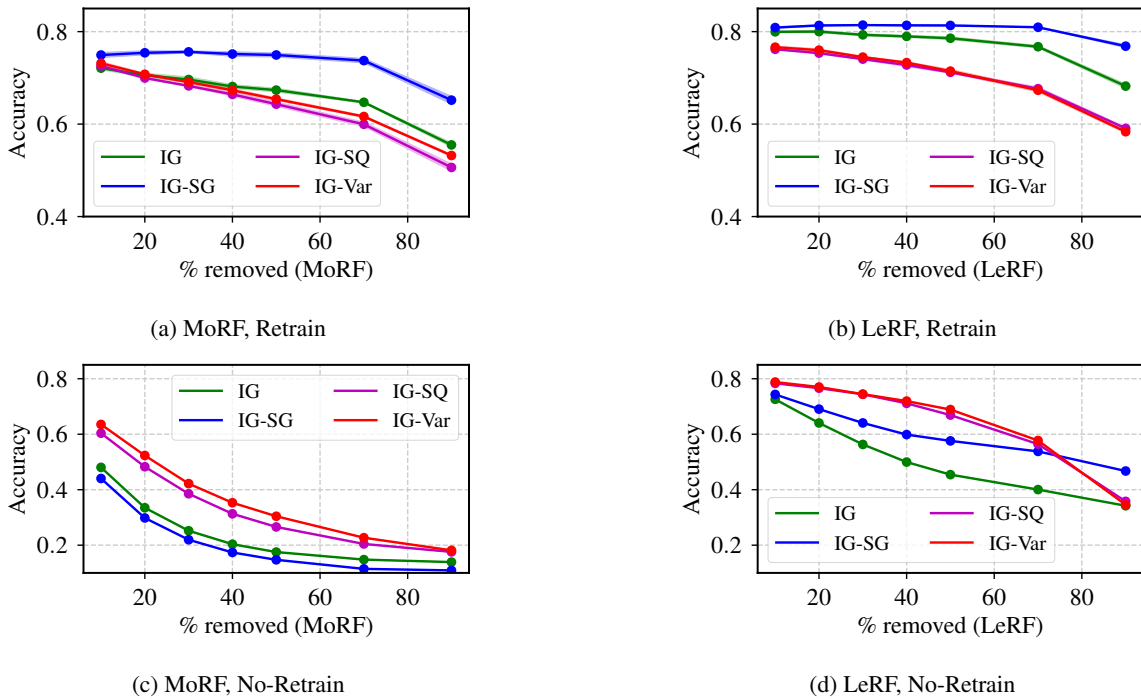 0.8
0.6
0.4
Accuracy
IG
IG-SG
IG-SQ
IG-Var
20 40 60 80
% removed (MoRF)
(a) MoRF, Retrain
0.8
0.6
0.4
Accuracy
IG
IG-SG
IG-SQ
IG-Var
20 40 60 80
% removed (LeRF)
(b) LeRF, Retrain
0.8
0.6
0.4
0.2
Accuracy
IG
IG-SG
IG-SQ
IG-Var
20 40 60 80
% removed (MoRF)
(c) MoRF, No-Retrain
0.8
0.6
0.4
0.2
Accuracy
IG
IG-SG
IG-SQ
IG-Var
20 40 60 80
% removed (LeRF)
(d) LeRF, No-Retrain